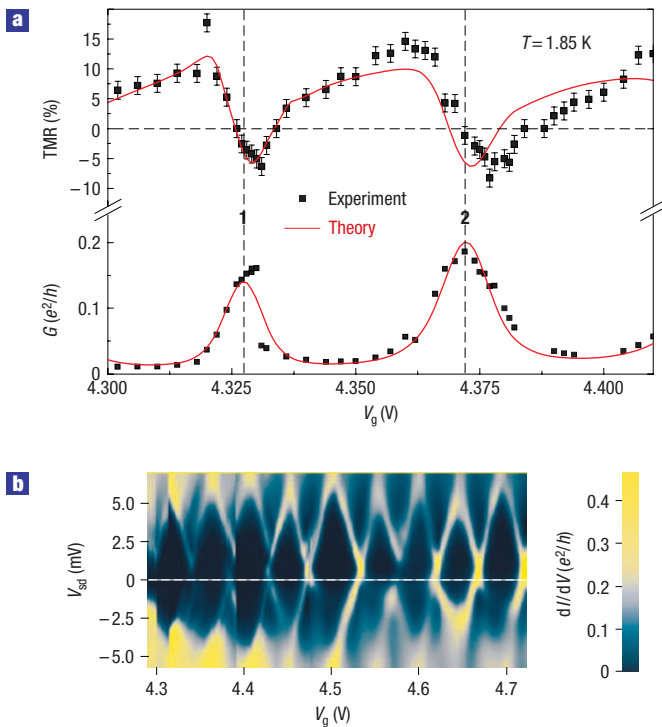 a
T = 1.85 K
15
10
5
0
−5
−10
TMR (%)
Experiment
Theory
1
2
0.2
0.1
0
G (e²/h)
4.300
4.325
4.350
4.375
4.400
Vg (V)
b
5.0
2.5
0
−2.5
−5.0
Vsd (mV)
4.3
4.4
4.5
4.6
4.7
Vg (V)
0.4
0.3
0.2
0.1
0
dI/dV (e²/h)